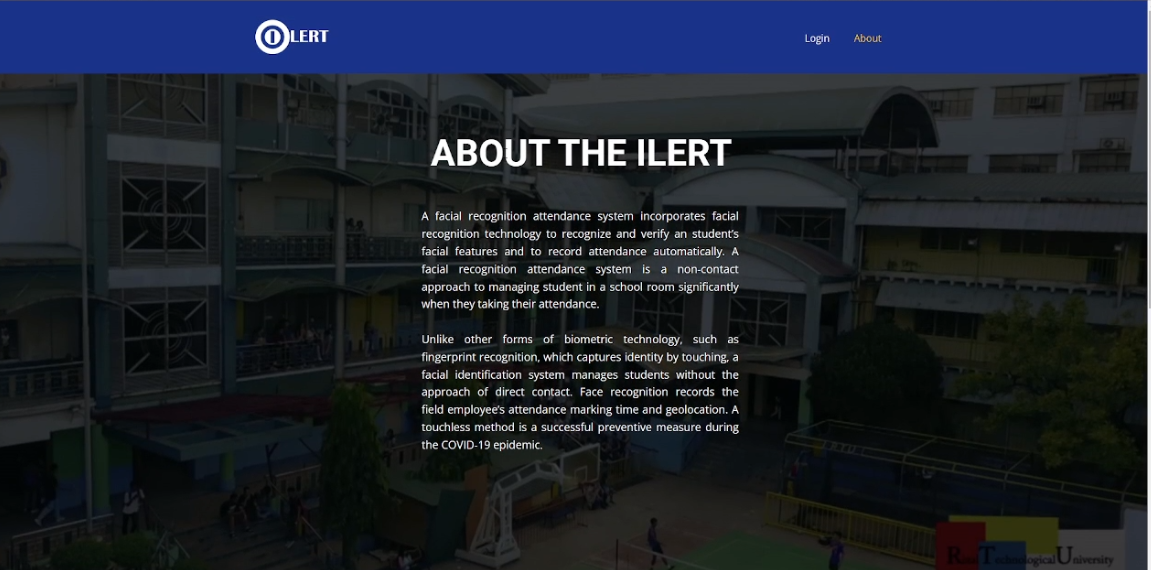 ILERT
Login
About
ABOUT THE ILERT
A facial recognition attendance system incorporates facial
recognition technology to recognize and verify an student's
facial features and to record attendance automatically. A
facial recognition attendance system is a non-contact
approach to managing student in a school room significantly
when they taking their attendance.
Unlike other forms of biometric technology, such as
fingerprint recognition, which captures identity by touching, a
facial identification system manages students without the
approach of direct contact. Face recognition records the
field employee's attendance marking time and geolocation. A
touchless method is a successful preventive measure during
the COVID-19 epidemic.
Technological University